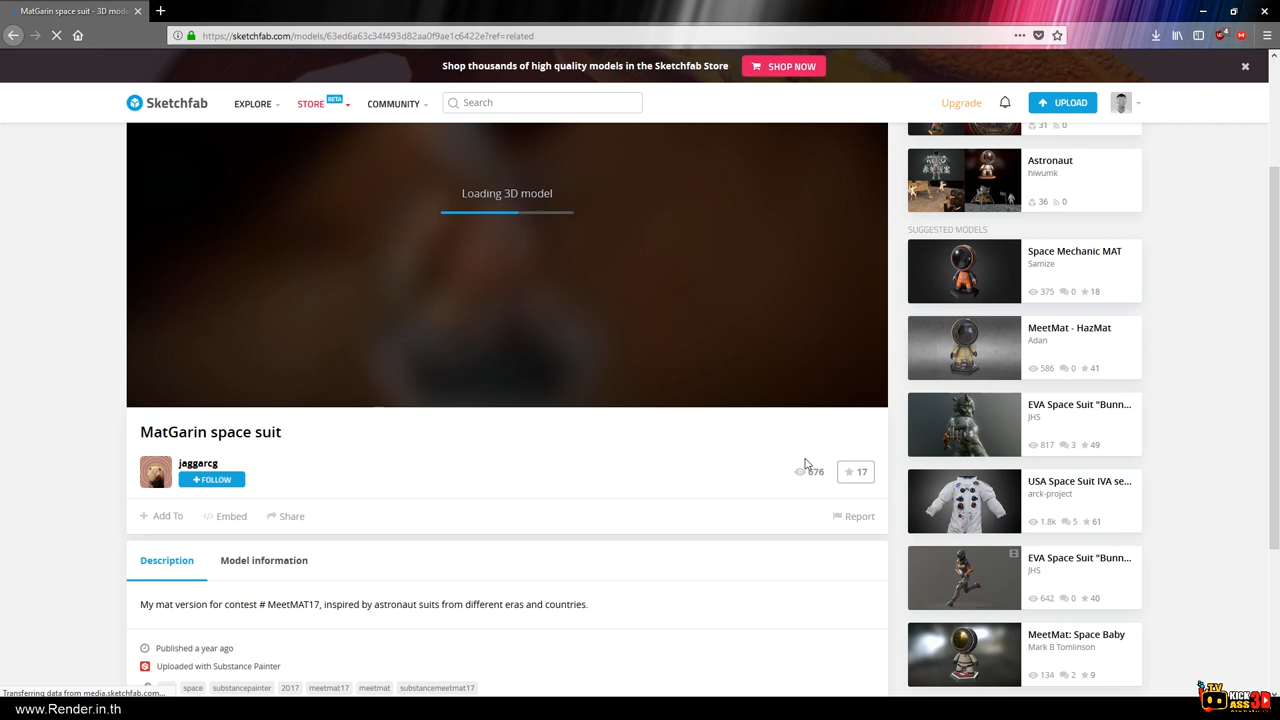 MatGarin space suit - 3D mode
https://sketchfab.com/models/63ed6a63c34f493d82aa0f9ae1c6422e?ref=related
Shop thousands of high quality models in the Sketchfab Store
SHOP NOW
Sketchfab
EXPLORE
STORE
BETA
COMMUNITY
Search
Upgrade
UPLOAD
Loading 3D model
31 0
Astronaut
hiwumk
36 0
SUGGESTED MODELS
Space Mechanic MAT
Samize
375 0 18
MeetMat - HazMat
Adan
586 0 41
EVA Space Suit "Bunn...
JHS
817 3 49
USA Space Suit IVA se...
arck-project
1.8k 5 61
EVA Space Suit "Bunn...
JHS
642 0 40
MeetMat: Space Baby
Mark B Tomlinson
134 2 9
MatGarin space suit
jaggarcg
+ FOLLOW
676
17
Add To
Embed
Share
Report
Description
Model information
My mat version for contest # MeetMAT17, inspired by astronaut suits from different eras and countries.
Published a year ago
Uploaded with Substance Painter
space substancepainter 2017 meetmat17 meetmat substancemeetmat17
Transferring data from media.sketchfab.com...
www.Render.in.th
TV
KICK
ASS3D